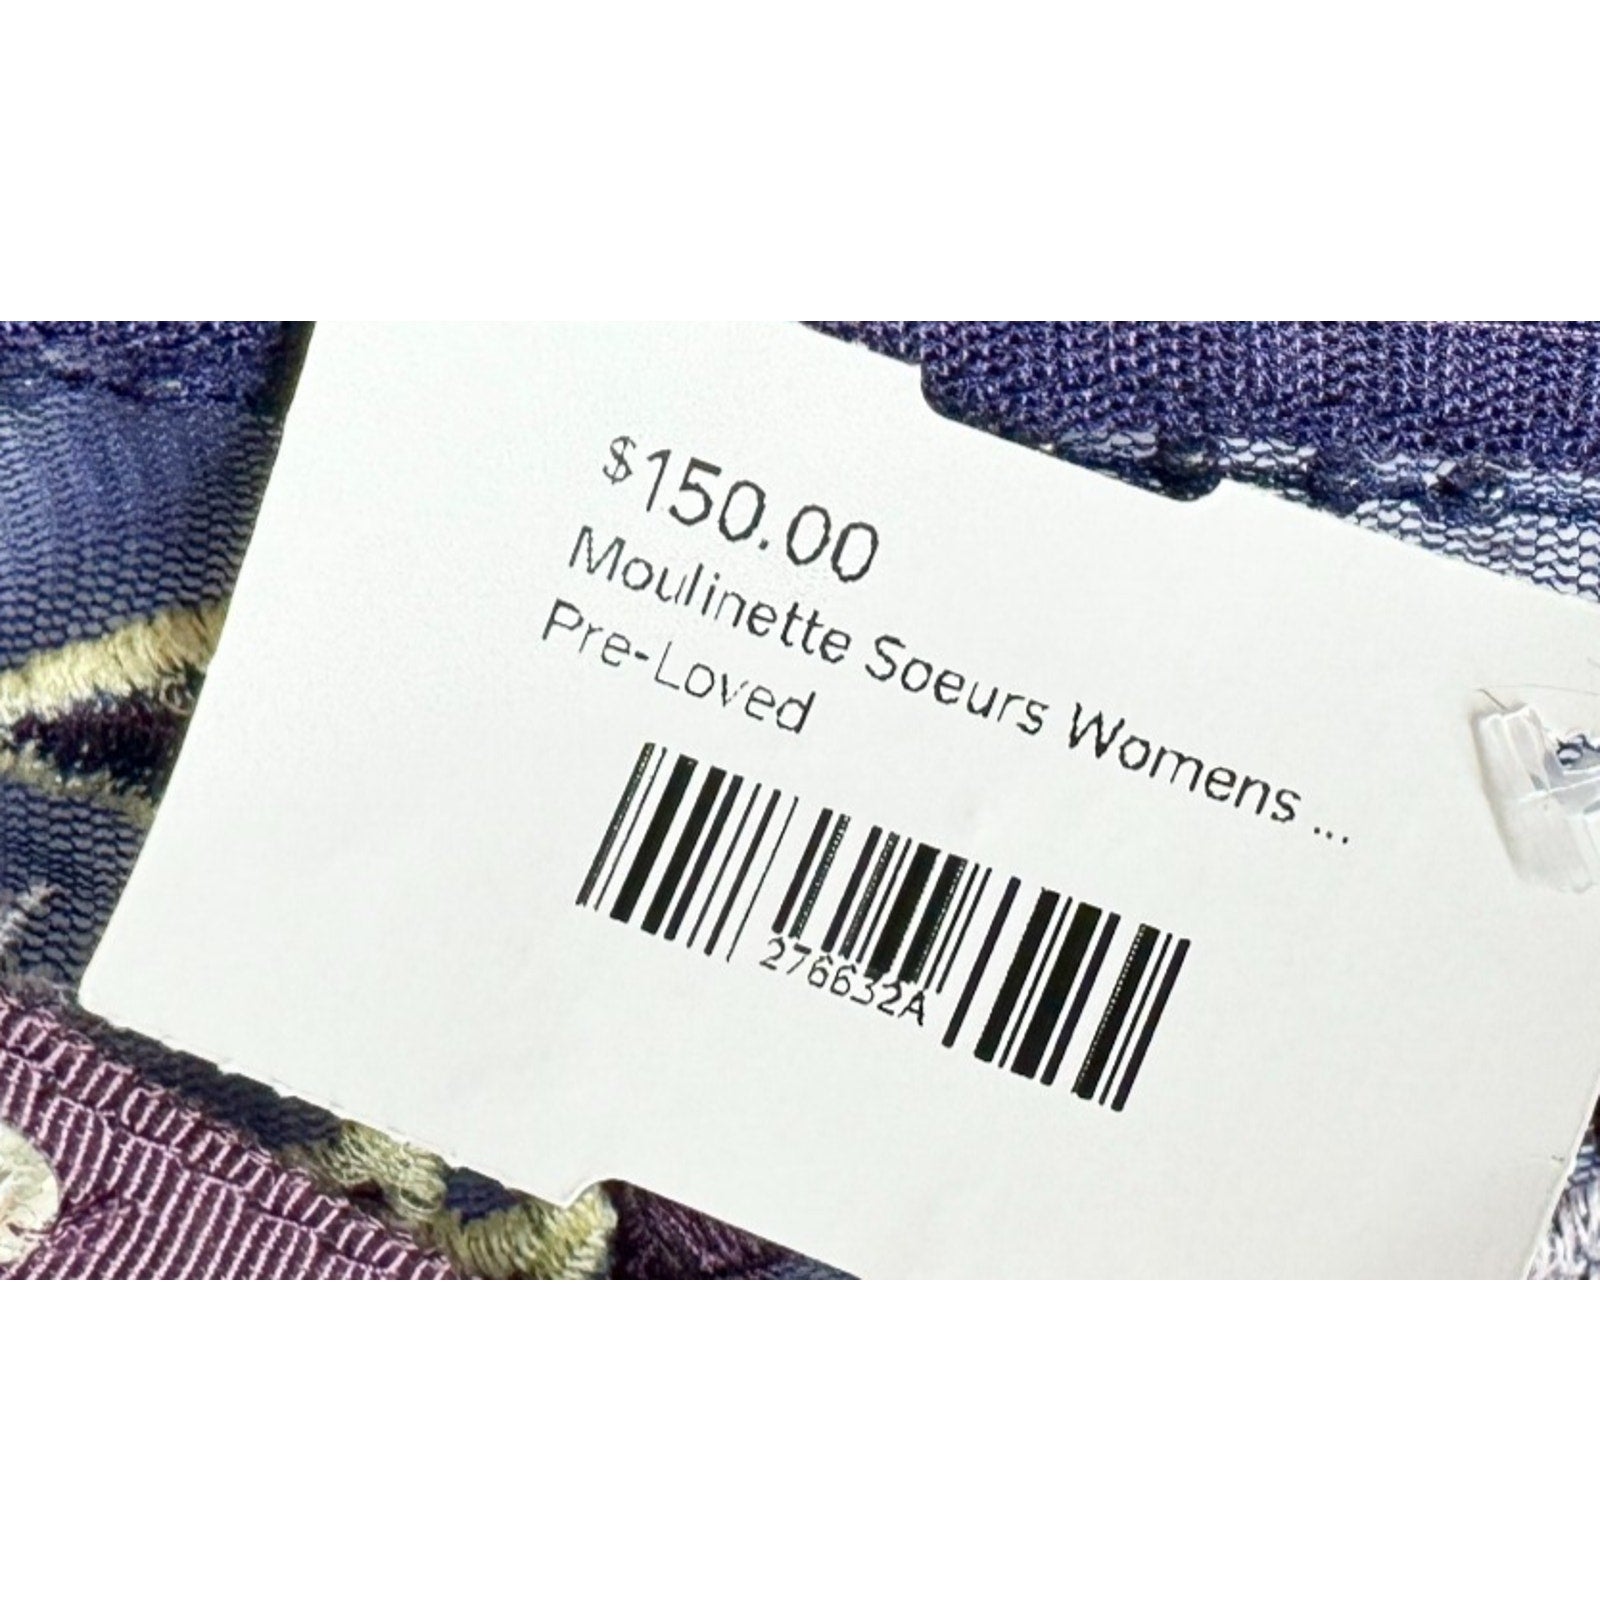 $150.00
Moulinette Soeurs Womens ...
Pre-Loved
276632A